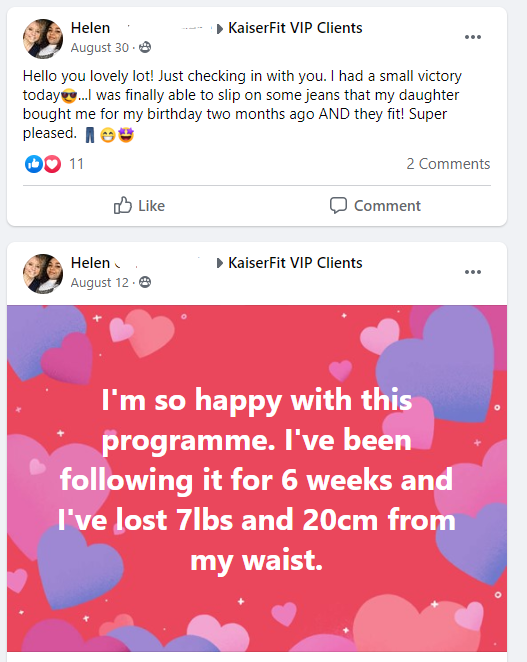 Helen ▶ KaiserFit VIP Clients
August 30 ·
Hello you lovely lot! Just checking in with you. I had a small victory
today😎...I was finally able to slip on some jeans that my daughter
bought me for my birthday two months ago AND they fit! Super
pleased. 👖😁🤩
11 2 Comments
Like Comment
Helen ▶ KaiserFit VIP Clients
August 12 ·
I'm so happy with this
programme. I've been
following it for 6 weeks and
I've lost 7lbs and 20cm from
my waist.